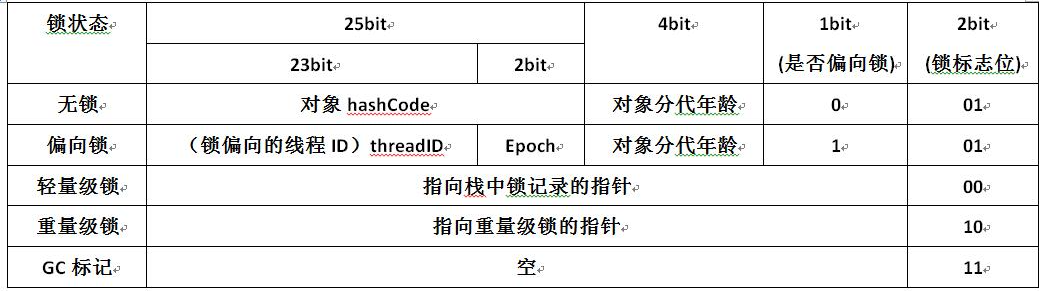 锁状态 25bit 4bit 1bit 2bit
23bit 2bit (是否偏向锁) (锁标志位)
无锁 对象 hashCode 对象分代年龄 0 01
偏向锁 （锁偏向的线程 ID）threadID Epoch 对象分代年龄 1 01
轻量级锁 指向栈中锁记录的指针 00
重量级锁 指向重量级锁的指针 10
GC 标记 空 11